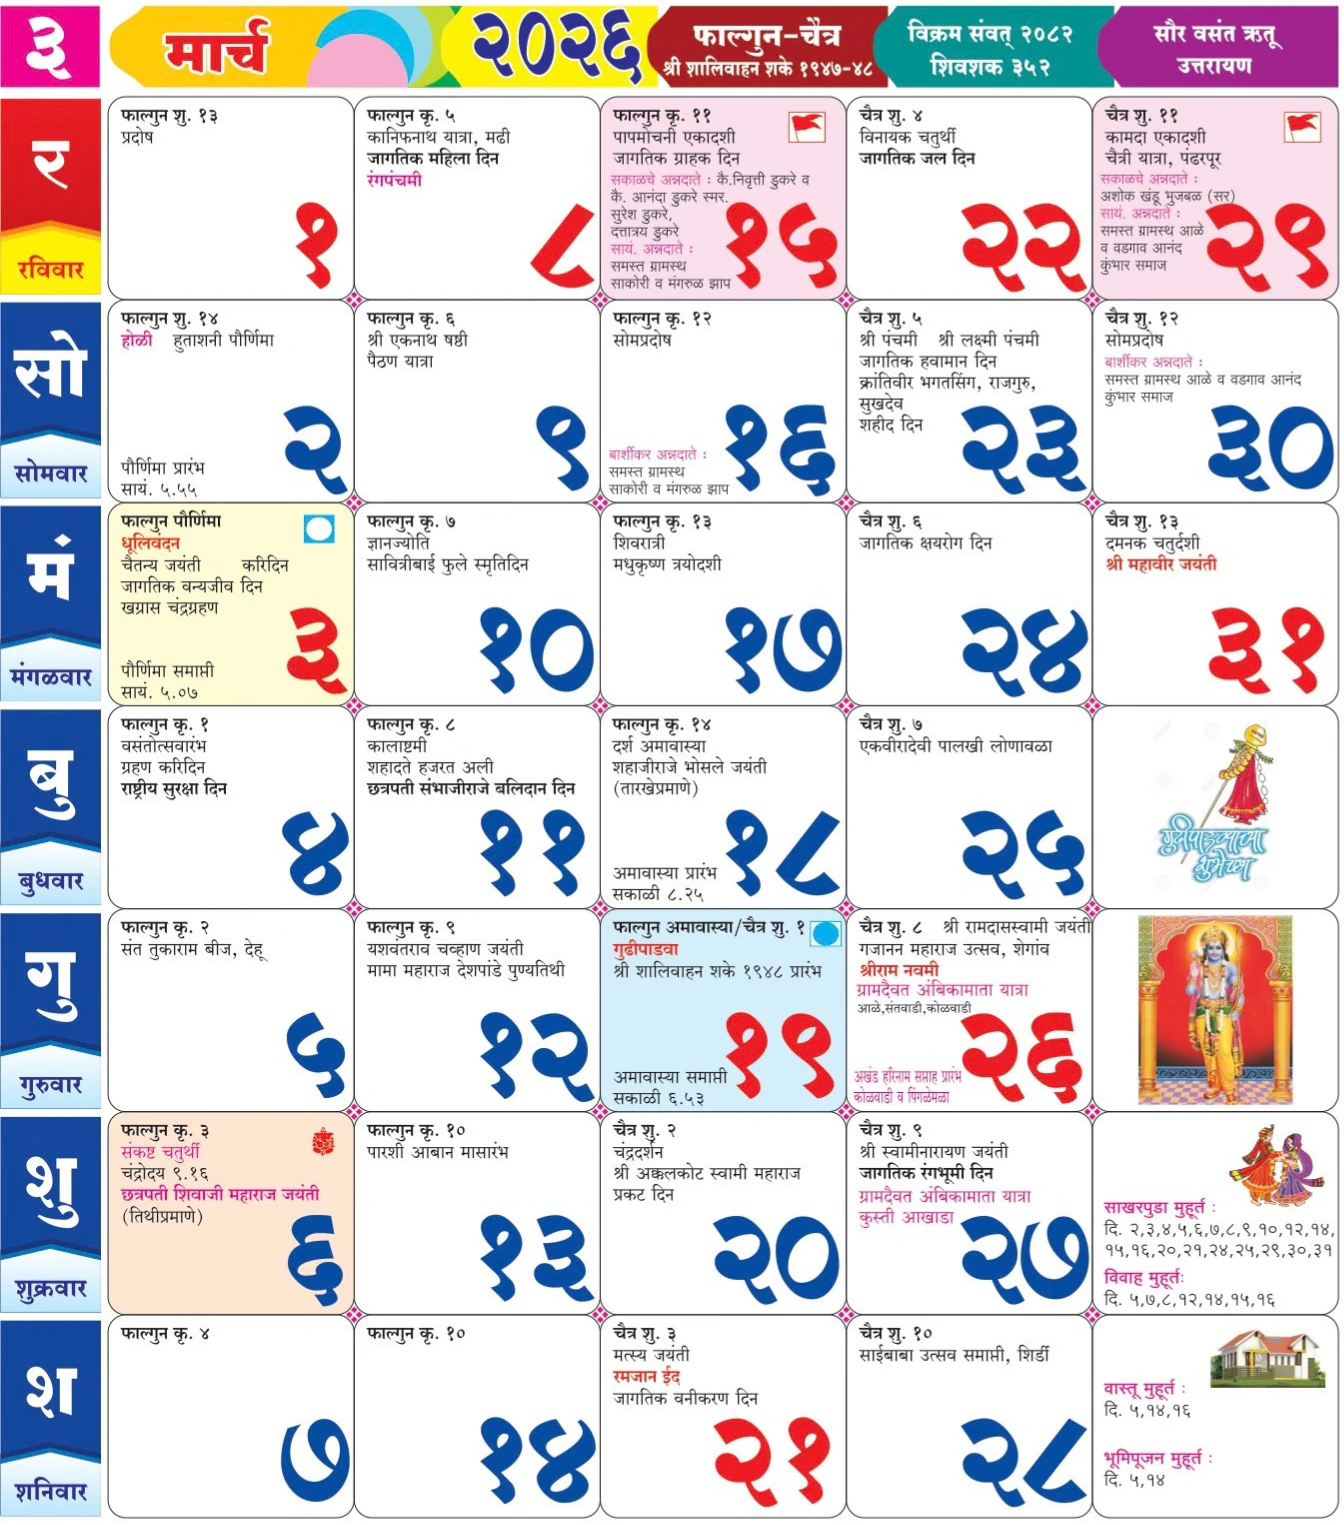 ३
मार्च
२०२६
फाल्गुन-चैत्र
श्री शालिवाहन शके १९४७-४८
विक्रम संवत् २०८२
शिवशक ३५२
सौर वसंत ऋतू
उत्तरायण
र
रविवार
फाल्गुन शु. १३
प्रदोष
१
फाल्गुन कृ. ५
कानिफनाथ यात्रा, मढी
जागतिक महिला दिन
रंगपंचमी
८
फाल्गुन कृ. ११
पापमोचनी एकादशी
जागतिक ग्राहक दिन
सकाळचे अन्नदाते : कै.निवृत्ती डुकरे व
कै. आनंदा डुकरे स्मर.
सुरेश डुकरे,
दत्तात्रय डुकरे
सायं. अन्नदाते :
समस्त ग्रामस्थ
साकोरी व मंगरुळ झाप
१५
चैत्र शु. ४
विनायक चतुर्थी
जागतिक जल दिन
२२
चैत्र शु. ११
कामदा एकादशी
चैत्री यात्रा, पंढरपूर
सकाळचे अन्नदाते :
अशोक खंडू भुजबळ (सर)
सायं. अन्नदाते :
समस्त ग्रामस्थ आळे
व वडगाव आनंद
कुंभार समाज
२९
सो
सोमवार
फाल्गुन शु. १४
होळी हुताशनी पौर्णिमा
पौर्णिमा प्रारंभ
सायं. ५.५५
२
फाल्गुन कृ. ६
श्री एकनाथ षष्ठी
पैठण यात्रा
९
फाल्गुन कृ. १२
सोमप्रदोष
बार्शीकर अन्नदाते :
समस्त ग्रामस्थ
साकोरी व मंगरुळ झाप
१६
चैत्र शु. ५
श्री पंचमी श्री लक्ष्मी पंचमी
जागतिक हवामान दिन
क्रांतिवीर भगतसिंग, राजगुरु,
सुखदेव
शहीद दिन
२३
चैत्र शु. १२
सोमप्रदोष
बार्शीकर अन्नदाते :
समस्त ग्रामस्थ आळे व वडगाव आनंद
कुंभार समाज
३०
मं
मंगळवार
फाल्गुन पौर्णिमा
धूलिवंदन
चैतन्य जयंती करिदिन
जागतिक वन्यजीव दिन
खग्रास चंद्रग्रहण
पौर्णिमा समाप्ती
सायं. ५.०७
३
फाल्गुन कृ. ७
ज्ञानज्योति
सावित्रीबाई फुले स्मृतिदिन
१०
फाल्गुन कृ. १३
शिवरात्री
मधुकृष्ण त्रयोदशी
१७
चैत्र शु. ६
जागतिक क्षयरोग दिन
२४
चैत्र शु. १३
दमनक चतुर्दशी
श्री महावीर जयंती
३१
बु
बुधवार
फाल्गुन कृ. १
वसंतोत्सवारंभ
ग्रहण करिदिन
राष्ट्रीय सुरक्षा दिन
४
फाल्गुन कृ. ८
कालाष्टमी
शहादते हजरत अली
छत्रपती संभाजीराजे बलिदान दिन
११
फाल्गुन कृ. १४
दर्श अमावास्या
शहाजीराजे भोसले जयंती
(तारखेप्रमाणे)
अमावास्या प्रारंभ
सकाळी ८.२५
१८
चैत्र शु. ७
एकवीरादेवी पालखी लोणावळा
२५
गुढीपाडव्याच्या
शुभेच्छा
गु
गुरुवार
फाल्गुन कृ. २
संत तुकाराम बीज, देहू
५
फाल्गुन कृ. ९
यशवंतराव चव्हाण जयंती
मामा महाराज देशपांडे पुण्यतिथी
१२
फाल्गुन अमावास्या/चैत्र शु. १
गुढीपाडवा
श्री शालिवाहन शके १९४८ प्रारंभ
अमावास्या समाप्ती
सकाळी ६.५३
१९
चैत्र शु. ८ श्री रामदासस्वामी जयंती
गजानन महाराज उत्सव, शेगांव
श्रीराम नवमी
ग्रामदैवत अंबिकामाता यात्रा
आळे,संतवाडी,कोळवाडी
अखंड हरिनाम सप्ताह प्रारंभ
कोळवाडी व पिंगळेमळा
२६
शु
शुक्रवार
फाल्गुन कृ. ३
संकष्ट चतुर्थी
चंद्रोदय ९.१६
छत्रपती शिवाजी महाराज जयंती
(तिथीप्रमाणे)
६
फाल्गुन कृ. १०
पारशी आबान मासारंभ
१३
चैत्र शु. २
चंद्रदर्शन
श्री अक्कलकोट स्वामी महाराज
प्रकट दिन
२०
चैत्र शु. ९
श्री स्वामीनारायण जयंती
जागतिक रंगभूमी दिन
ग्रामदैवत अंबिकामाता यात्रा
कुस्ती आखाडा
२७
साखरपुडा मुहूर्त :
दि. २,३,४,५,६,७,८,९,१०,१२,१४,
१५,१६,२०,२१,२४,२५,२९,३०,३१
विवाह मुहूर्तः
दि. ५,७,८,१२,१४,१५,१६
श
शनिवार
फाल्गुन कृ. ४
७
फाल्गुन कृ. १०
१४
चैत्र शु. ३
मत्स्य जयंती
रमजान ईद
जागतिक वनीकरण दिन
२१
चैत्र शु. १०
साईबाबा उत्सव समाप्ती, शिर्डी
२८
वास्तू मुहूर्त :
दि. ५,१४,१६
भूमिपूजन मुहूर्त :
दि. ५,१४